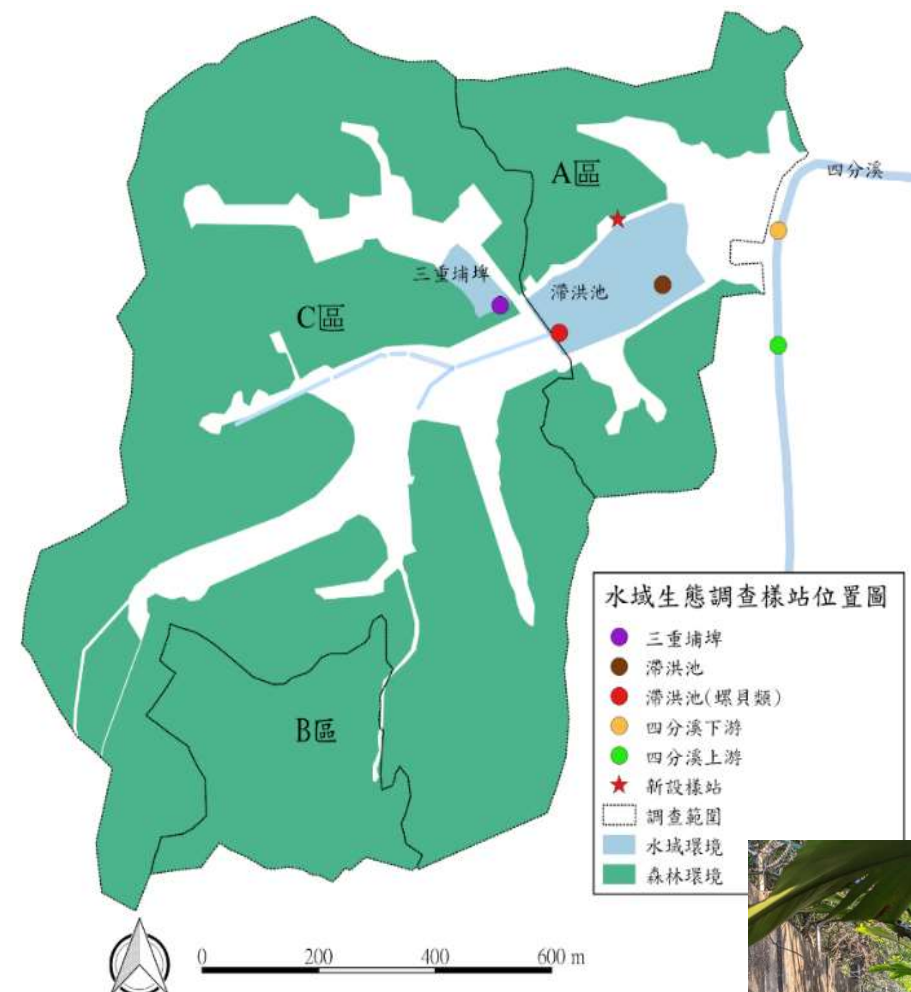 四分溪
A區
三重埔埤
滯洪池
C區
水域生態調查樣站位置圖
三重埔埤
滯洪池
滯洪池(螺貝類)
四分溪下游
四分溪上游
新設樣站
調查範圍
B區
水域環境
森林環境
0 200 400 600 m